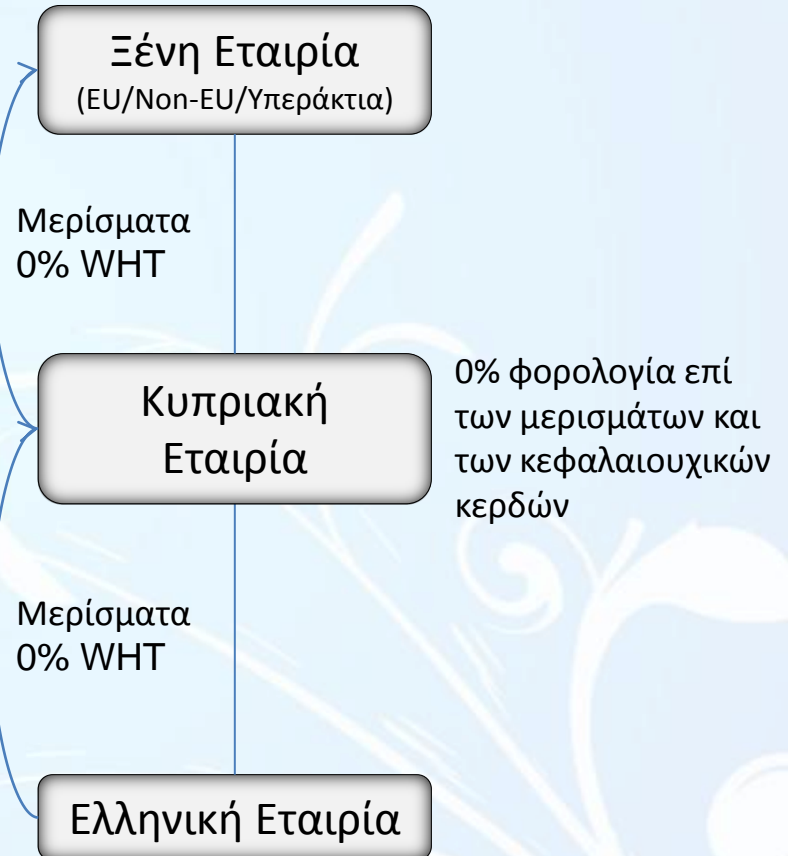 Ξένη Εταιρία
(EU/Non-EU/Υπεράκτια)
Μερίσματα
0% WHT
Κυπριακή
Εταιρία
0% φορολογία επί
των μερισμάτων και
των κεφαλαιουχικών
κερδών
Μερίσματα
0% WHT
Ελληνική Εταιρία